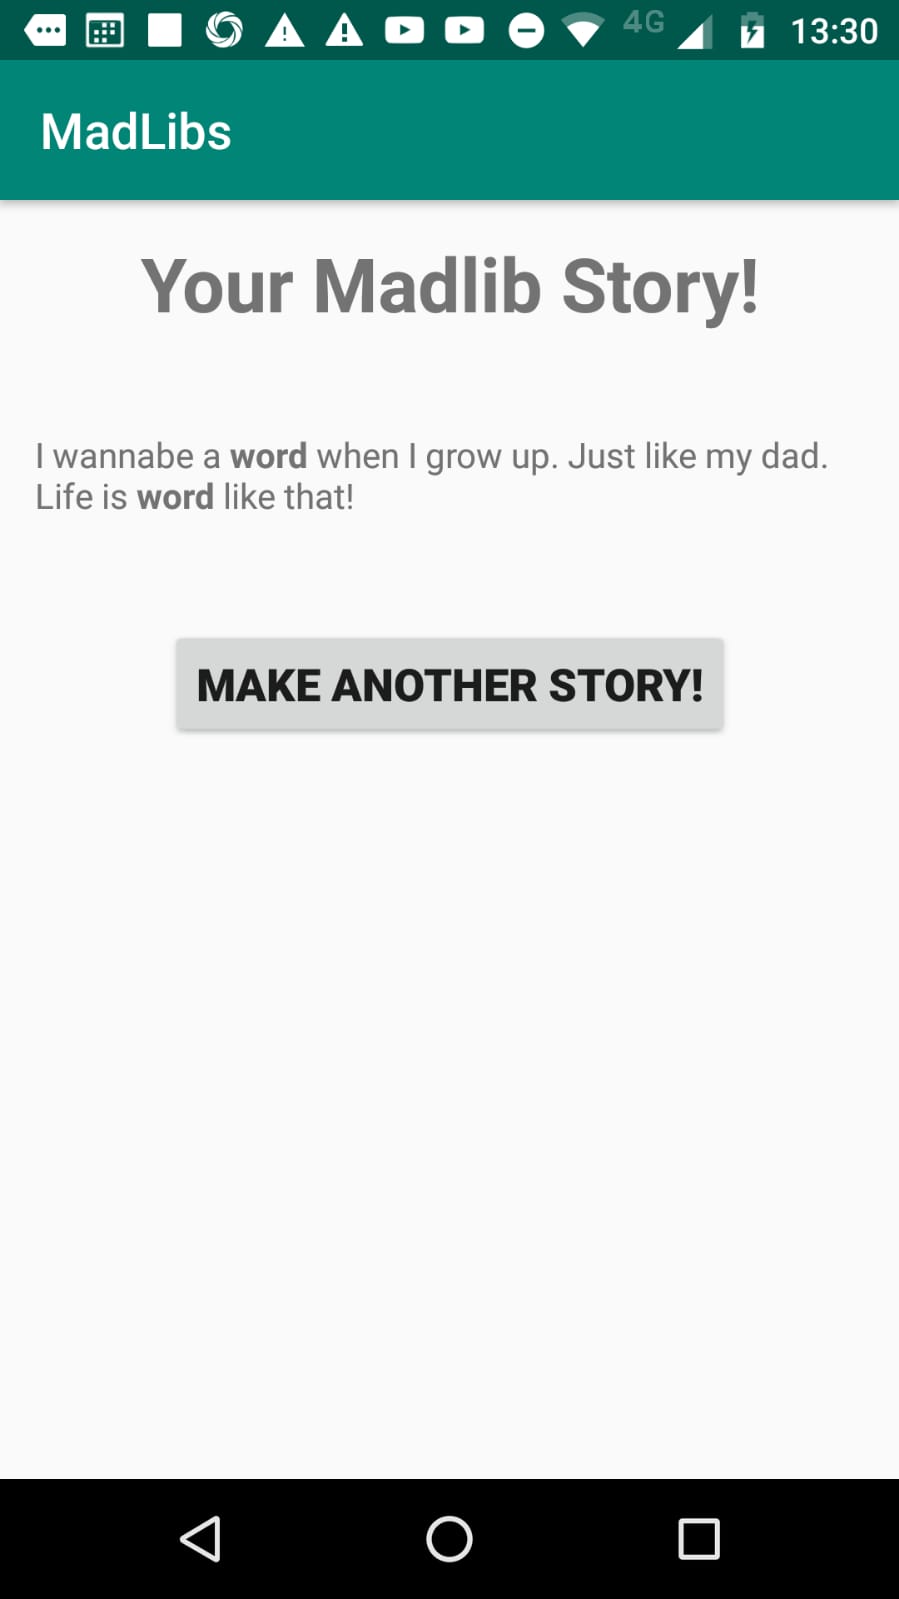 4G 13:30
MadLibs
Your Madlib Story!
I wannabe a word when I grow up. Just like my dad.
Life is word like that!
MAKE ANOTHER STORY!